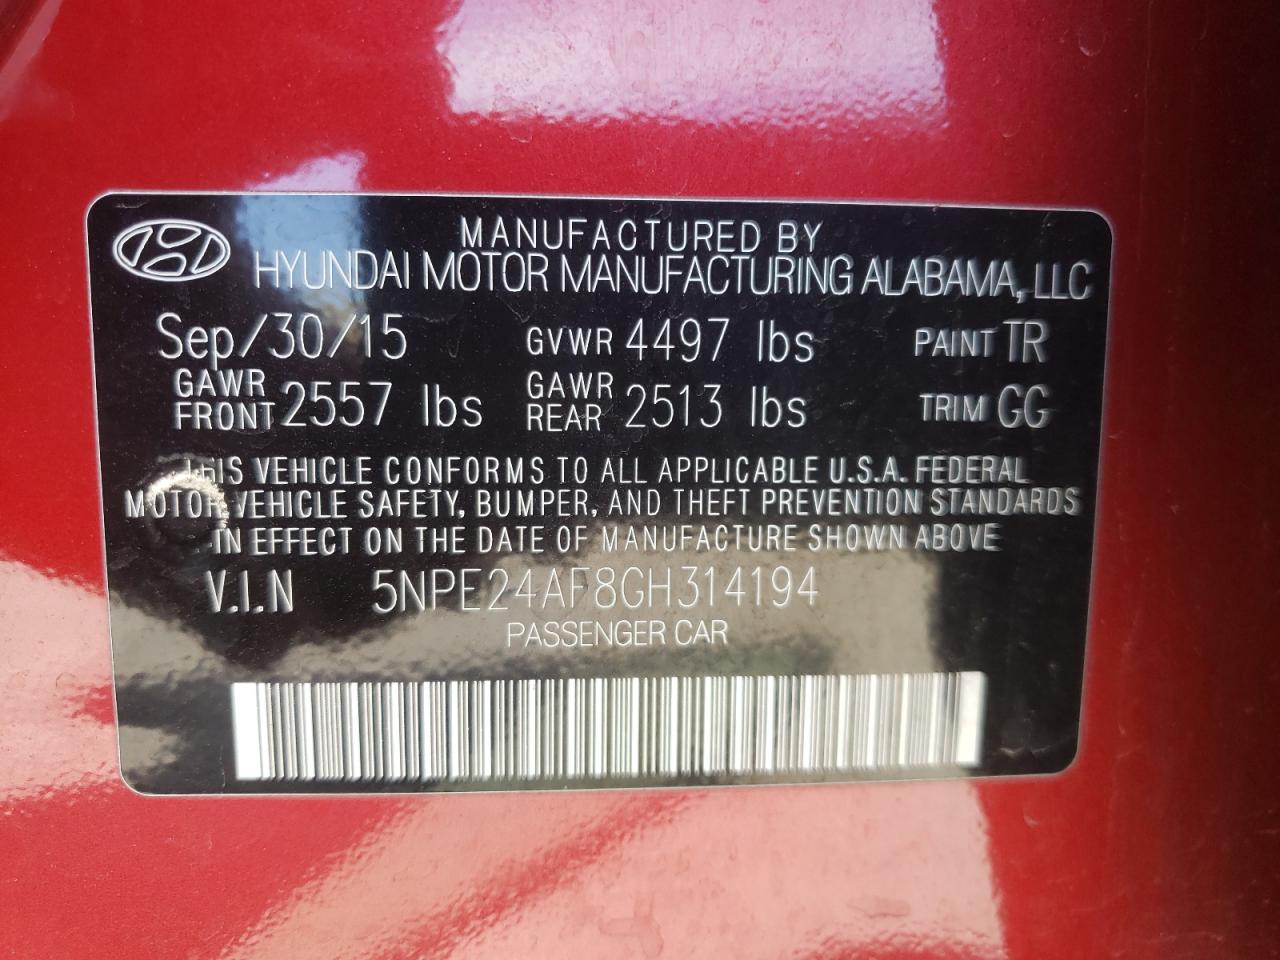 MANUFACTURED BY
HYUNDAI MOTOR MANUFACTURING ALABAMA, LLC
Sep/30/15 GVWR 4497 lbs PAINT TR
GAWR FRONT 2557 lbs GAWR REAR 2513 lbs TRIM GG
THIS VEHICLE CONFORMS TO ALL APPLICABLE U.S.A. FEDERAL
MOTOR VEHICLE SAFETY, BUMPER, AND THEFT PREVENTION STANDARDS
IN EFFECT ON THE DATE OF MANUFACTURE SHOWN ABOVE
V.I.N 5NPE24AF8GH314194
PASSENGER CAR